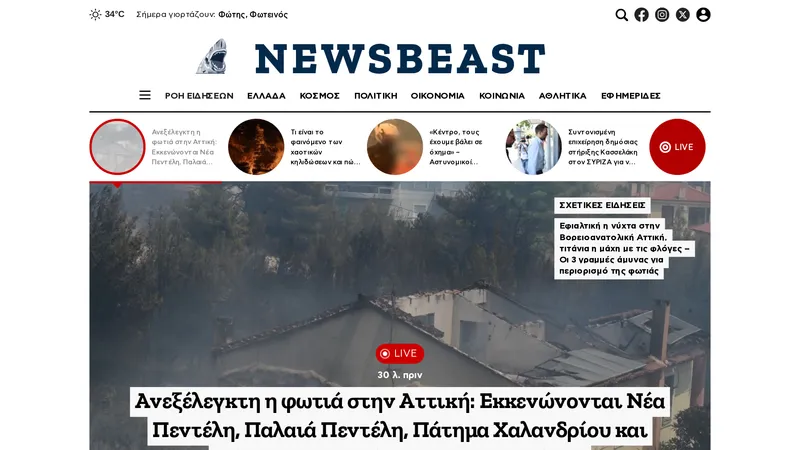 34°C
Σήμερα γιορτάζουν: Φώτης, Φωτεινός
NEWSBEAST
ΡΟΗ ΕΙΔΗΣΕΩΝ ΕΛΛΑΔΑ ΚΟΣΜΟΣ ΠΟΛΙΤΙΚΗ ΟΙΚΟΝΟΜΙΑ ΚΟΙΝΩΝΙΑ ΑΘΛΗΤΙΚΑ ΕΦΗΜΕΡΙΔΕΣ
Ανεξέλεγκτη η
φωτιά στην Αττική:
Εκκενώνονται Νέα
Πεντέλη, Παλαιά...
Τι είναι το
φαινόμενο των
χαοτικών
κηλιδώσεων και πώ...
«Κέντρο, τους
έχουμε βάλει σε
όχημα» –
Αστυνομικοί...
Συντονισμένη
επιχείρηση δημόσιας
στήριξης Κασσελάκη
στον ΣΥΡΙΖΑ για ν...
LIVE
ΣΧΕΤΙΚΕΣ ΕΙΔΗΣΕΙΣ
Εφιαλτική η νύχτα στην
Βορειοανατολική Αττική,
τιτάνια η μάχη με τις φλόγες –
Οι 3 γραμμές άμυνας για
περιορισμό της φωτιάς
LIVE
30 λ. πριν
Ανεξέλεγκτη η φωτιά στην Αττική: Εκκενώνονται Νέα
Πεντέλη, Παλαιά Πεντέλη, Πάτημα Χαλανδρίου και